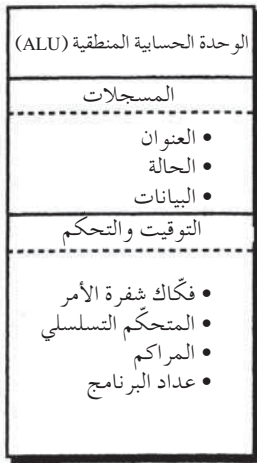 الوحدة الحسابية المنطقية (ALU)
المسجلات
• العنوان
• الحالة
• البيانات
التوقيت والتحكم
• فكّاك شفرة الأمر
• المتحكّم التسلسلي
• المراكم
• عداد البرنامج